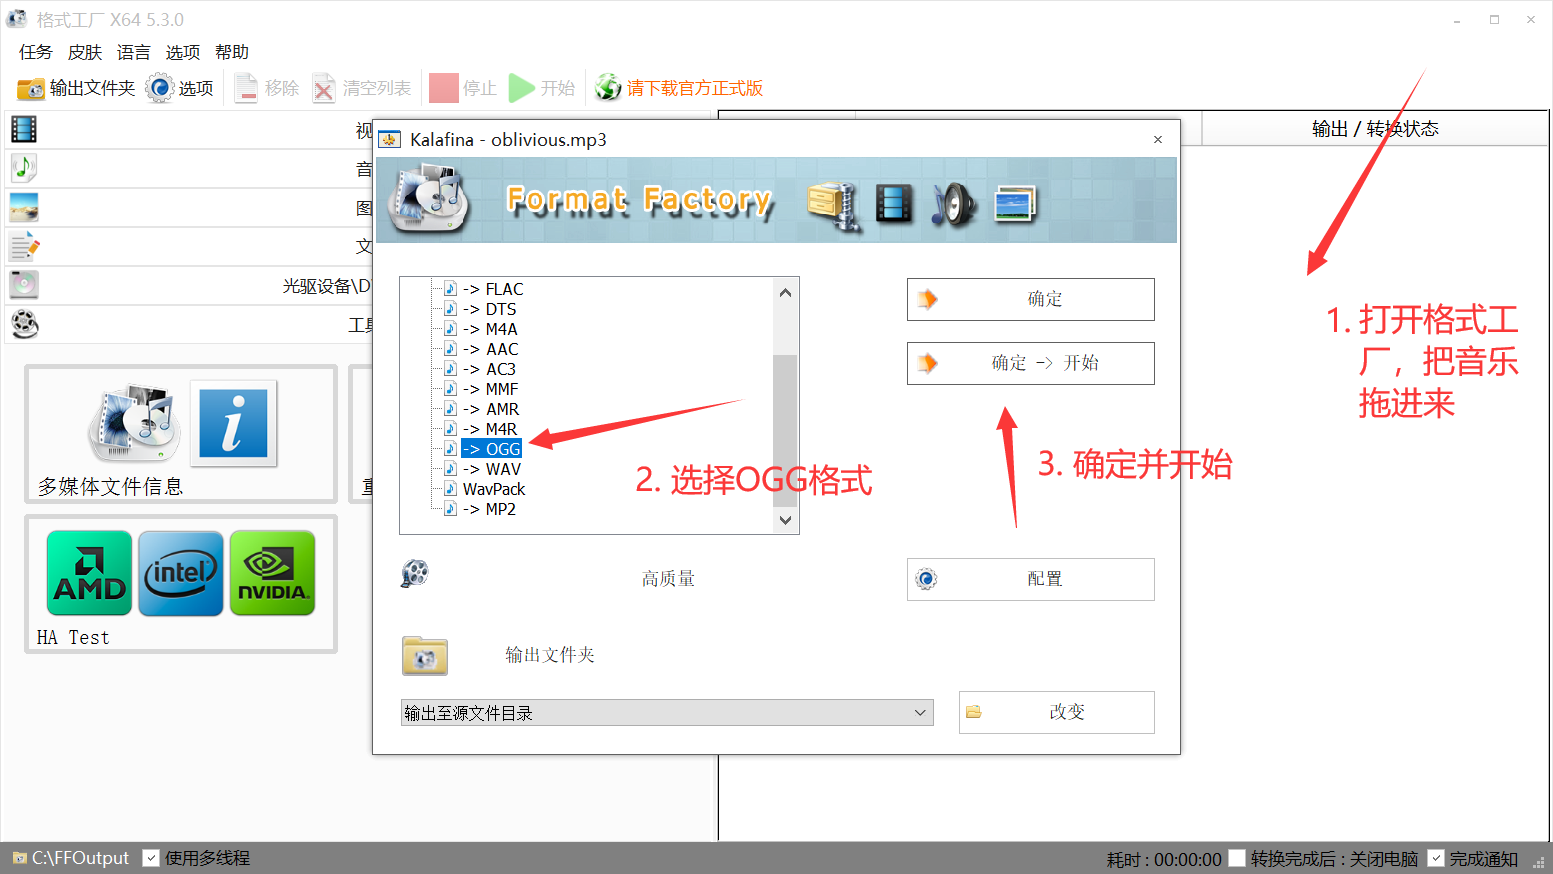 格式工厂 X64 5.3.0
任务 皮肤 语言 选项 帮助
输出文件夹 选项 移除 清空列表 停止 开始 请下载官方正式版
视
音
图
文
光驱设备\D
工具
输出 / 转换状态
Kalafina - oblivious.mp3
Format Factory
-> FLAC
-> DTS
-> M4A
-> AAC
-> AC3
-> MMF
-> AMR
-> M4R
-> OGG
-> WAV
WavPack
-> MP2
确定
确定 -> 开始
1. 打开格式工
厂，把音乐
拖进来
2. 选择OGG格式
3. 确定并开始
高质量
配置
输出文件夹
输出至源文件目录
改变
多媒体文件信息
AMD
intel
NVIDIA.
HA Test
C:\FFOutput 使用多线程
耗时 : 00:00:00 转换完成后 : 关闭电脑 完成通知